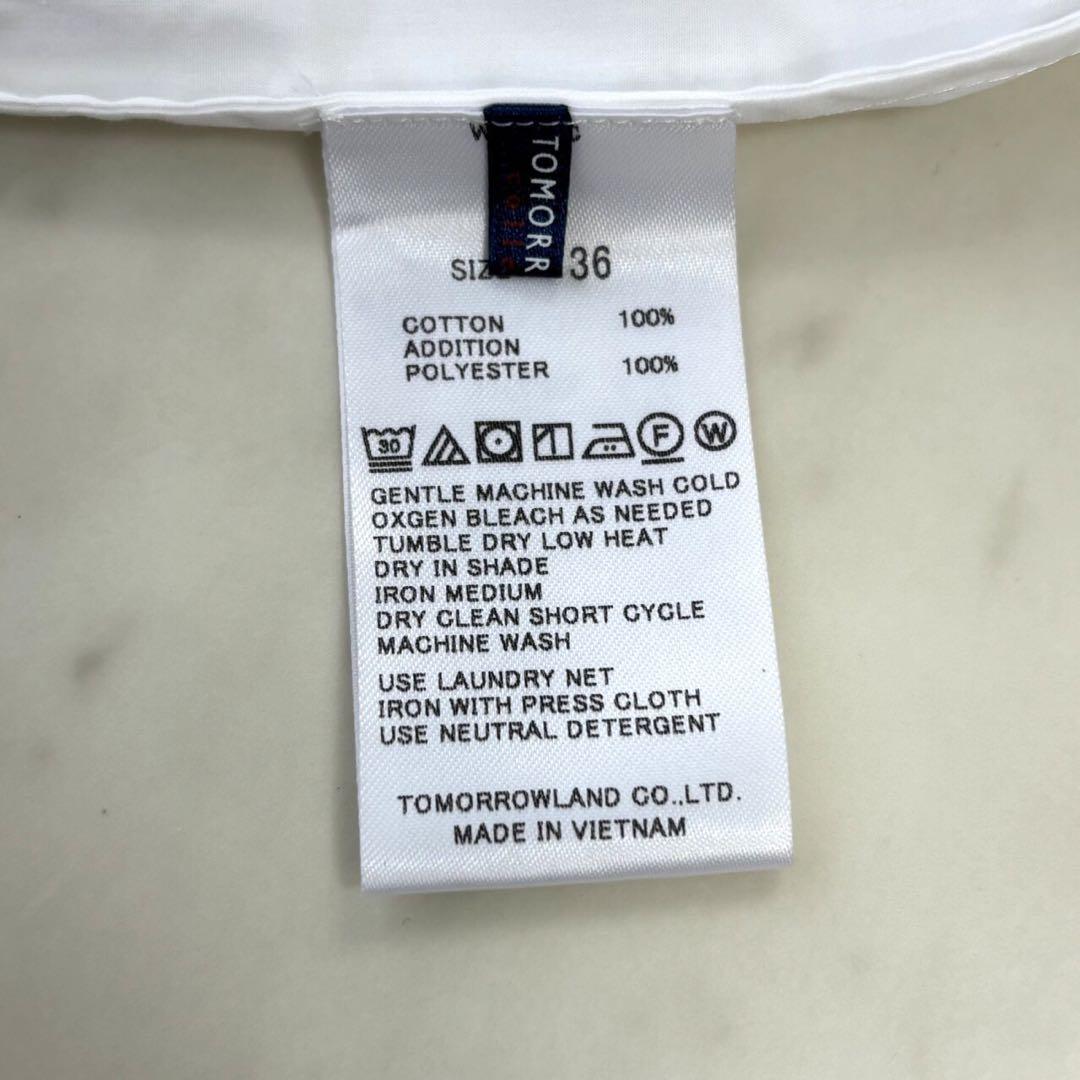 TOMORR
SIZE 36
COTTON 100%
ADDITION
POLYESTER 100%
30
F
W
GENTLE MACHINE WASH COLD
OXGEN BLEACH AS NEEDED
TUMBLE DRY LOW HEAT
DRY IN SHADE
IRON MEDIUM
DRY CLEAN SHORT CYCLE
MACHINE WASH
USE LAUNDRY NET
IRON WITH PRESS CLOTH
USE NEUTRAL DETERGENT
TOMORROWLAND CO.,LTD.
MADE IN VIETNAM